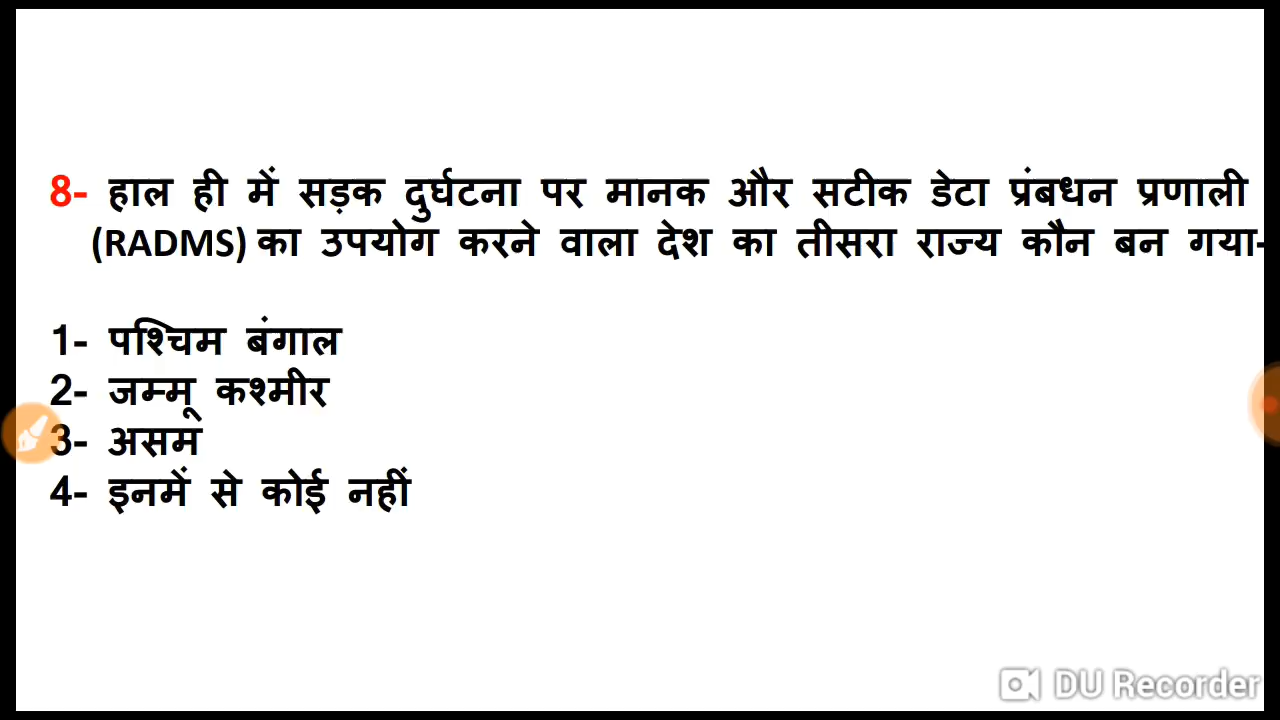 8- हाल ही में सड़क दुर्घटना पर मानक और सटीक डेटा प्रंबधन प्रणाली
(RADMS) का उपयोग करने वाला देश का तीसरा राज्य कौन बन गया-
1- पश्चिम बंगाल
2- जम्मू कश्मीर
3- असम
4- इनमें से कोई नहीं
DU Recorder